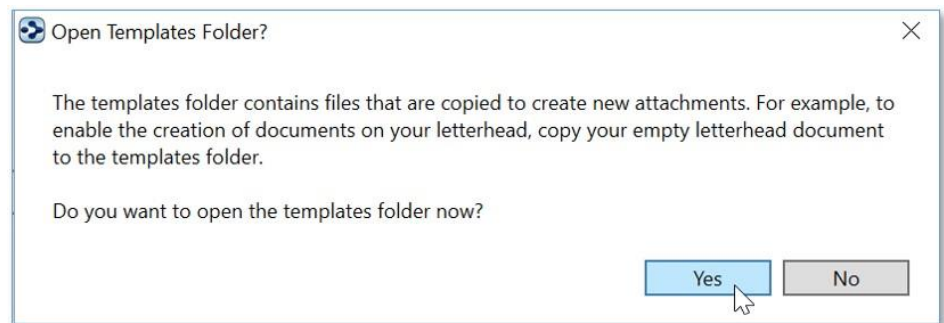 Open Templates Folder?
The templates folder contains files that are copied to create new attachments. For example, to
enable the creation of documents on your letterhead, copy your empty letterhead document
to the templates folder.
Do you want to open the templates folder now?
Yes No